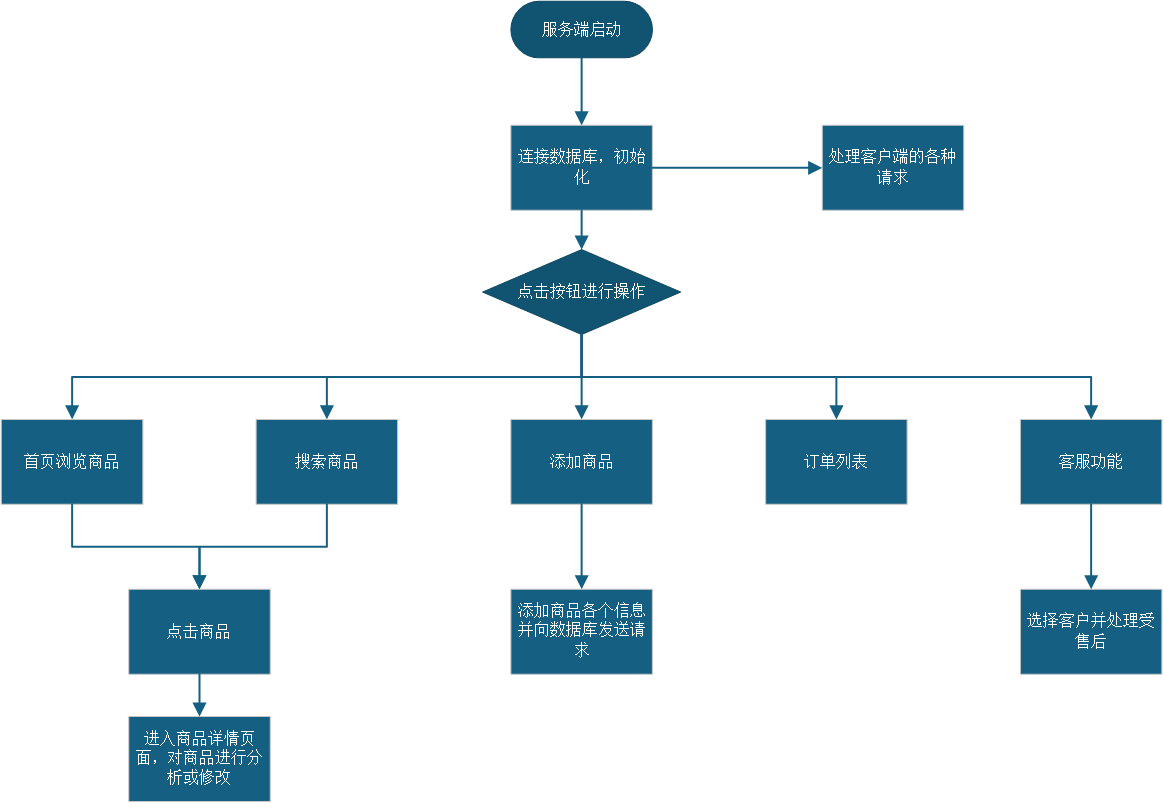 服务端启动
连接数据库，初始
化
处理客户端的各种
请求
点击按钮进行操作
首页浏览商品
搜索商品
添加商品
订单列表
客服功能
点击商品
添加商品各个信息
并向数据库发送请
求
选择客户并处理受
售后
进入商品详情页
面，对商品进行分
析或修改